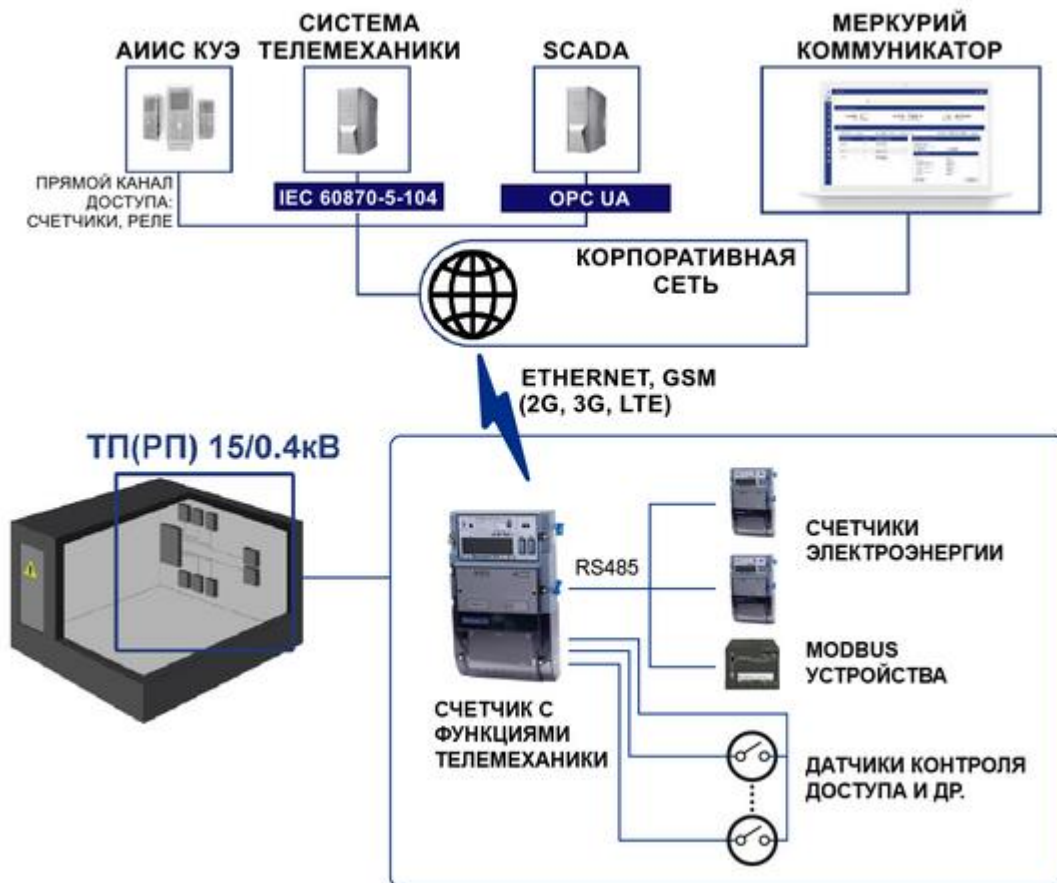 АИИС КУЭ
СИСТЕМА
ТЕЛЕМЕХАНИКИ
SCADA
МЕРКУРИЙ
КОММУНИКАТОР
ПРЯМОЙ КАНАЛ
ДОСТУПА:
СЧЕТЧИКИ, РЕЛЕ
IEC 60870-5-104
OPC UA
КОРПОРАТИВНАЯ
СЕТЬ
ETHERNET, GSM
(2G, 3G, LTE)
ТП(РП) 15/0.4кВ
RS485
СЧЕТЧИКИ
ЭЛЕКТРОЭНЕРГИИ
MODBUS
УСТРОЙСТВА
СЧЕТЧИК С
ФУНКЦИЯМИ
ТЕЛЕМЕХАНИКИ
ДАТЧИКИ КОНТРОЛЯ
ДОСТУПА И ДР.